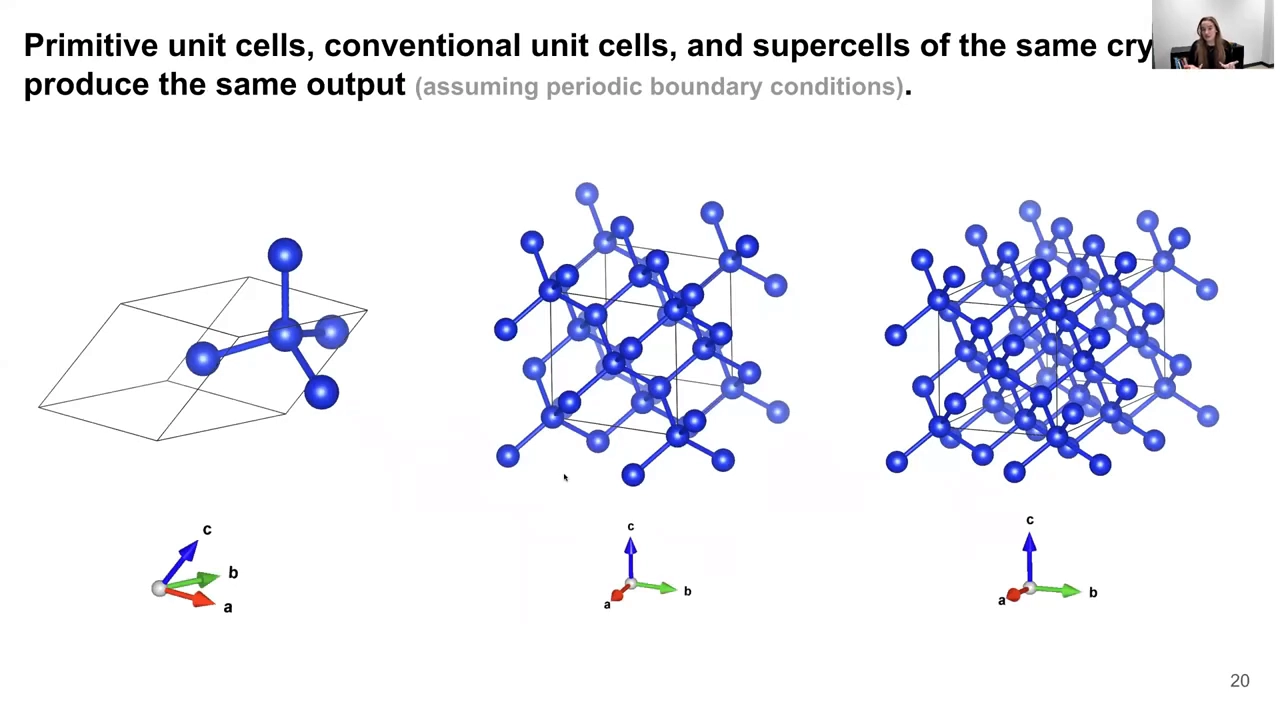 Primitive unit cells, conventional unit cells, and supercells of the same
produce the same output (assuming periodic boundary conditions).
c
b
a
c
b
a
c
b
a
20